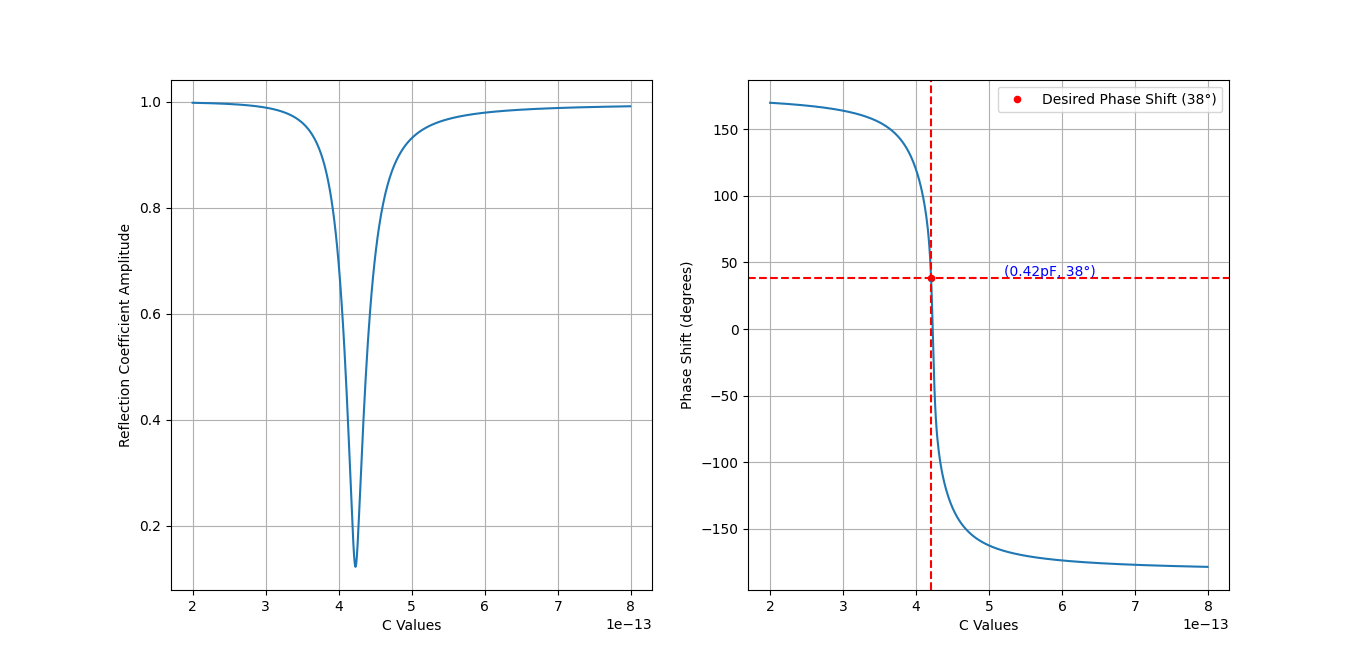 1.0
0.8
0.6
0.4
0.2
Reflection Coefficient Amplitude
2 3 4 5 6 7 8
C Values
1e−13
Desired Phase Shift (38°)
150
100
50
0
−50
−100
−150
Phase Shift (degrees)
(0.42pF, 38°)
2 3 4 5 6 7 8
C Values
1e−13